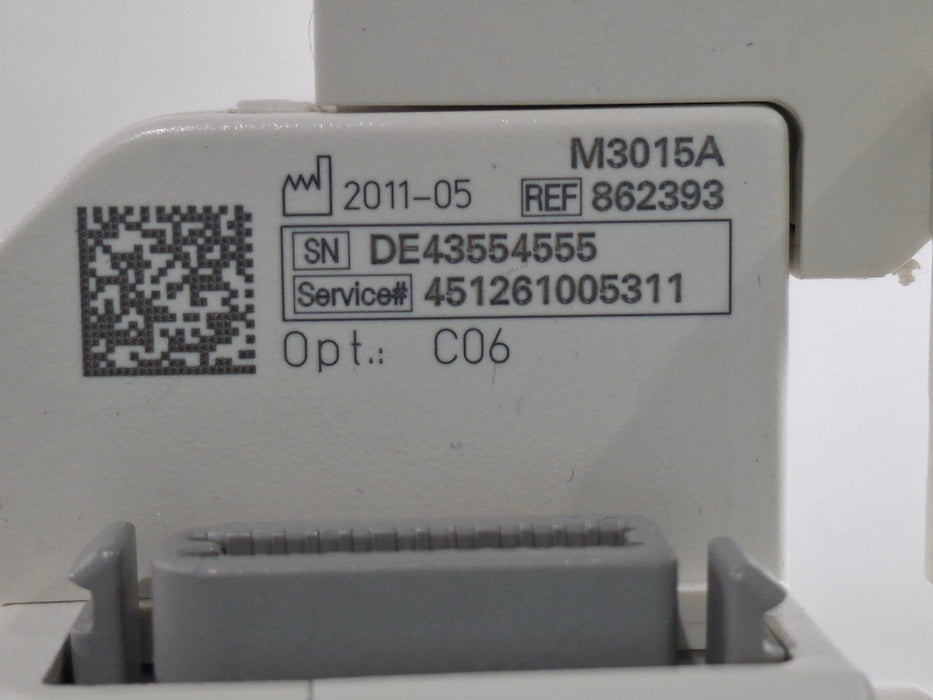 M3015A
2011-05 REF 862393
SN DE43554555
Service# 451261005311
Opt.: C06